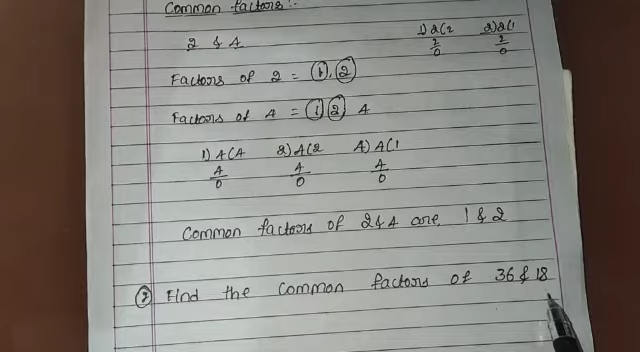 Common factors:-
2 & 4
1)2(2
2
0
2)2(1
2
0
Factors of 2 = 1, 2
Factors of 4 = 1 2 4
1) 4(4
4
0
2) 4(2
4
0
4) 4(1
4
0
Common factors of 2&4 are, 1 & 2
② Find the common factors of 36 & 18